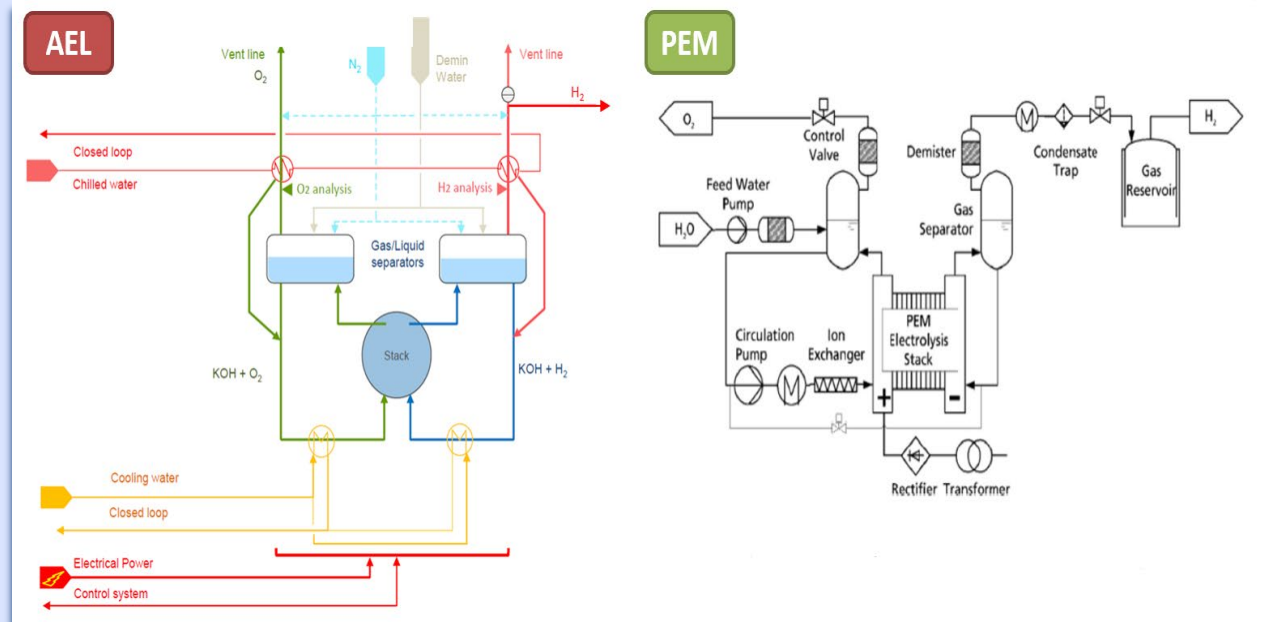 AEL
Vent line
O₂
N₂
Demin
Water
Vent line
H₂
Closed loop
Chilled water
O₂ analysis
H₂ analysis
Gas/Liquid
separators
Stack
KOH + O₂
KOH + H₂
Cooling water
Closed loop
Electrical Power
Control system
PEM
O₂
Control
Valve
Demister
Condensate
Trap
H₂
Gas
Reservoir
Feed Water
Pump
H₂O
Gas
Separator
PEM
Electrolysis
Stack
Circulation
Pump
Ion
Exchanger
+
-
Rectifier
Transformer